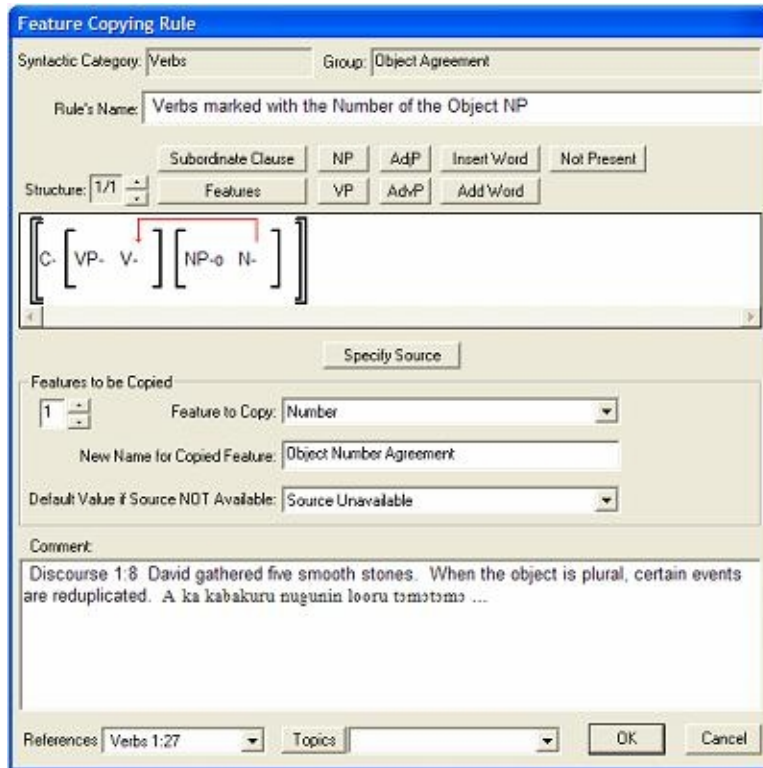 Feature Copying Rule
Syntactic Category: Verbs Group: Object Agreement
Rule's Name: Verbs marked with the Number of the Object NP
Subordinate Clause NP AdjP Insert Word Not Present
Structure: 1/1 Features VP AdvP Add Word
C- VP- V- NP-o N-
Specify Source
Features to be Copied
1 Feature to Copy: Number
New Name for Copied Feature: Object Number Agreement
Default Value if Source NOT Available: Source Unavailable
Comment:
Discourse 1:8 David gathered five smooth stones. When the object is plural, certain events
are reduplicated. A ka kabakuru nugunin looru tɔmɔtɔmɔ ...
References Verbs 1:27 Topics OK Cancel